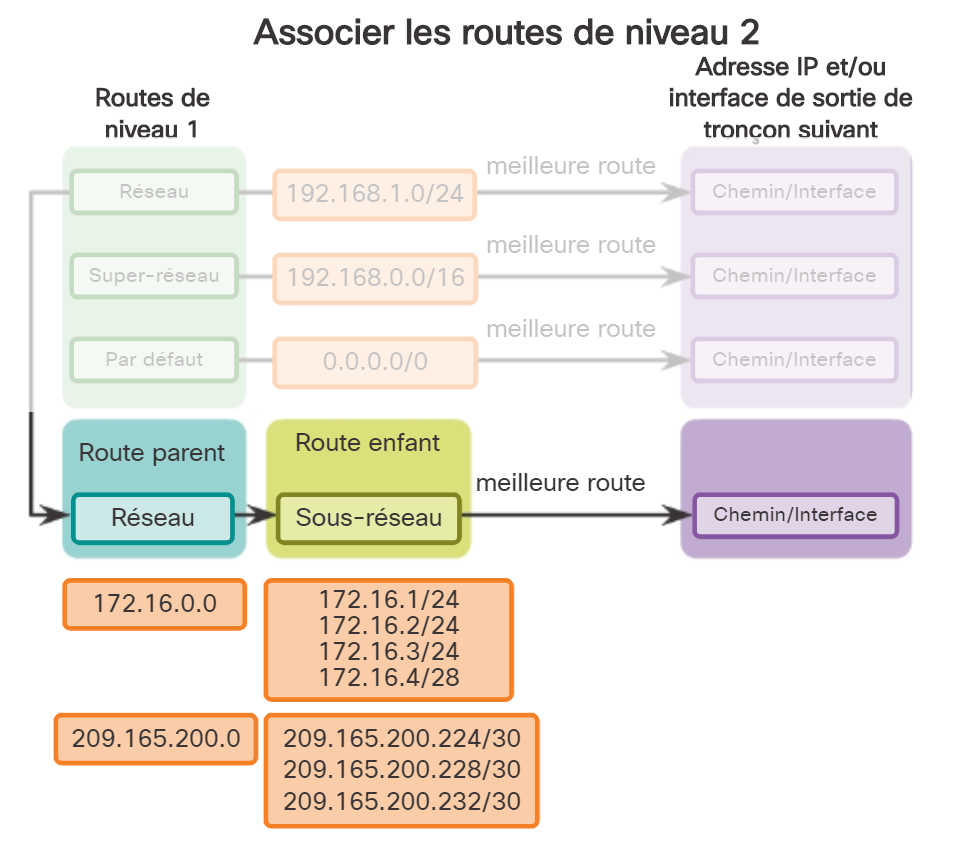 Associer les routes de niveau 2
Routes de
niveau 1
Adresse IP et/ou
interface de sortie de
tronçon suivant
Réseau
192.168.1.0/24
meilleure route
Chemin/Interface
Super-réseau
192.168.0.0/16
meilleure route
Chemin/Interface
Par défaut
0.0.0.0/0
meilleure route
Chemin/Interface
Route parent
Réseau
Route enfant
Sous-réseau
meilleure route
Chemin/Interface
172.16.0.0
172.16.1/24
172.16.2/24
172.16.3/24
172.16.4/28
209.165.200.0
209.165.200.224/30
209.165.200.228/30
209.165.200.232/30